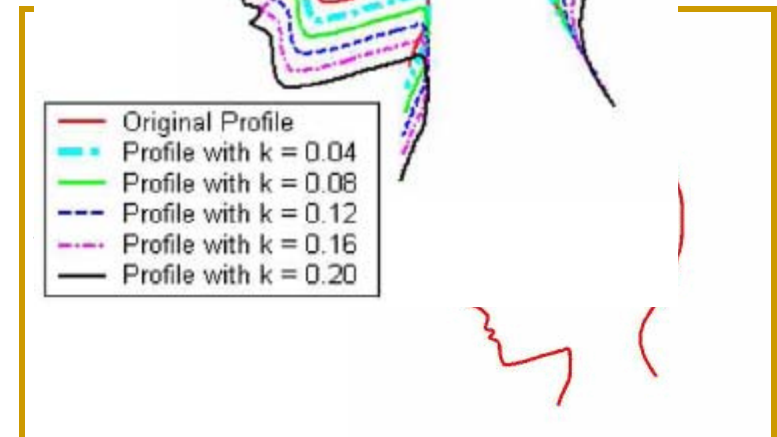 Original Profile
Profile with k = 0.04
Profile with k = 0.08
Profile with k = 0.12
Profile with k = 0.16
Profile with k = 0.20